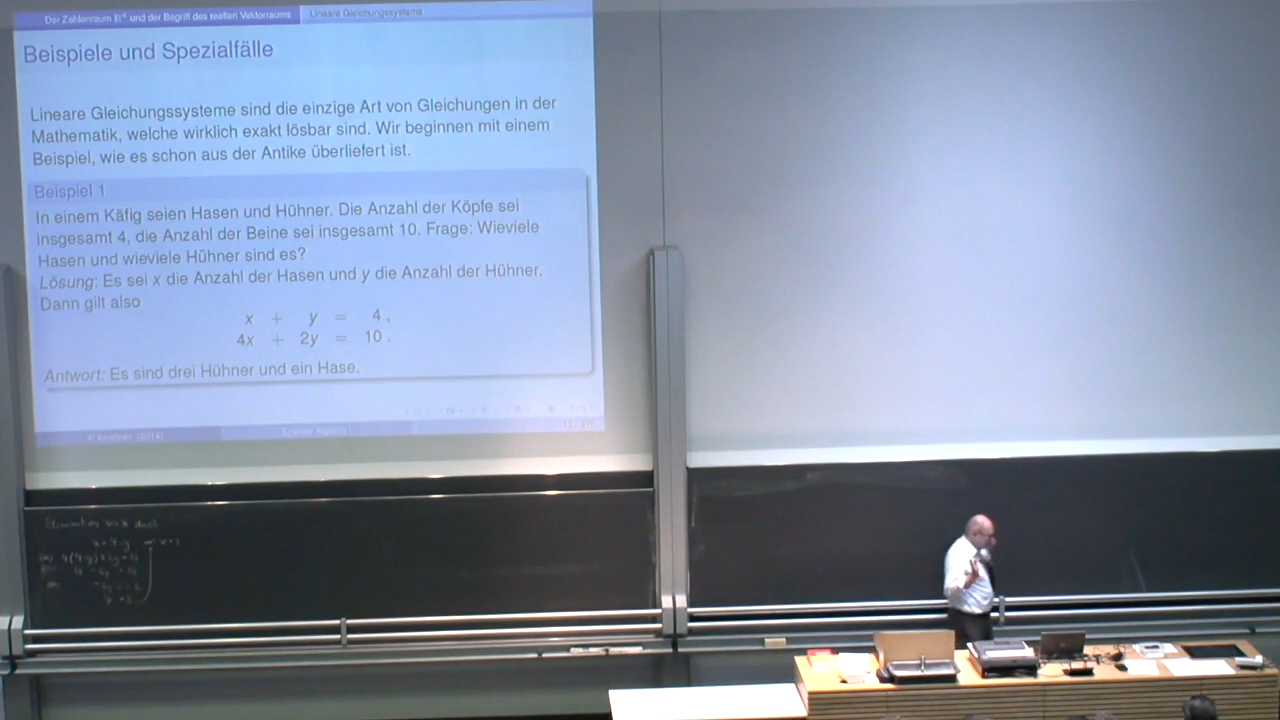 Der Zahlenraum ℝⁿ und der Begriff des reellen Vektorraums
Lineare Gleichungssysteme
Beispiele und Spezialfälle
Lineare Gleichungssysteme sind die einzige Art von Gleichungen in der
Mathematik, welche wirklich exakt lösbar sind. Wir beginnen mit einem
Beispiel, wie es schon aus der Antike überliefert ist.
Beispiel 1
In einem Käfig seien Hasen und Hühner. Die Anzahl der Köpfe sei
insgesamt 4, die Anzahl der Beine sei insgesamt 10. Frage: Wieviele
Hasen und wieviele Hühner sind es?
Lösung: Es sei x die Anzahl der Hasen und y die Anzahl der Hühner.
Dann gilt also
x + y = 4 ,
4x + 2y = 10 .
Antwort: Es sind drei Hühner und ein Hase.
(2014)
x = 4-y